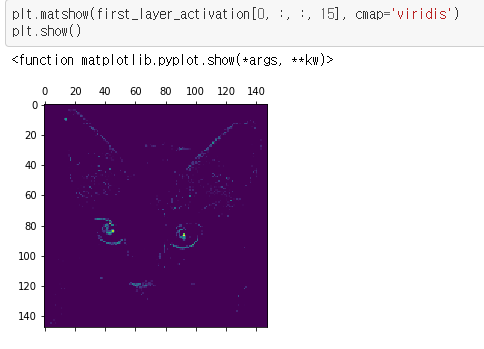 plt.matshow(first_layer_activation[0, :, :, 15], cmap='viridis')
plt.show()
<function matplotlib.pyplot.show(*args, **kw)>
0 20 40 60 80 100 120 140
0
20
40
60
80
100
120
140